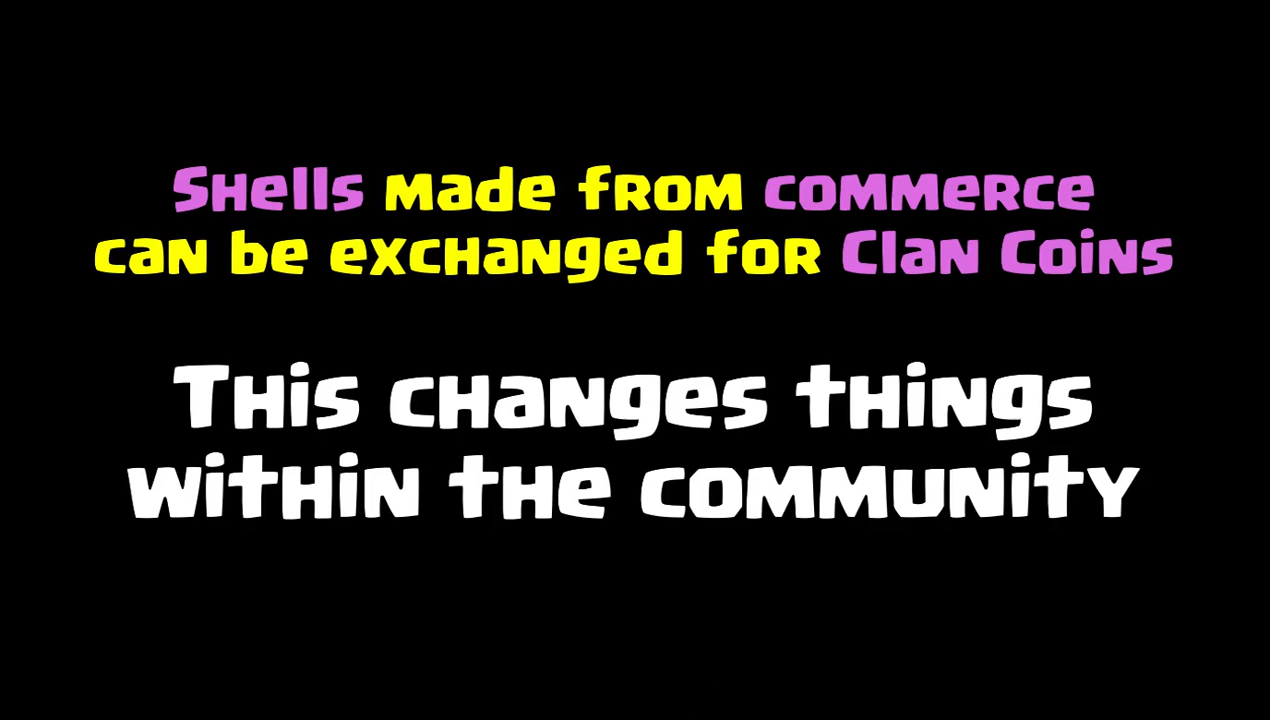 Shells made from commerce
can be exchanged for Clan Coins
This changes things
within the community